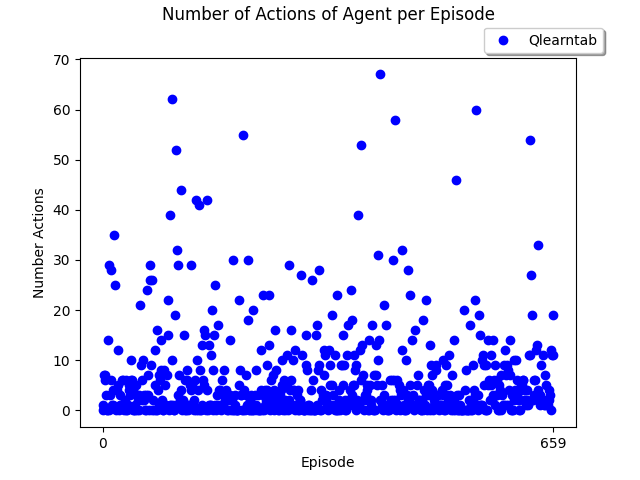 Number of Actions of Agent per Episode
Qlearntab
70
60
50
40
30
20
10
0
Number Actions
0 659
Episode